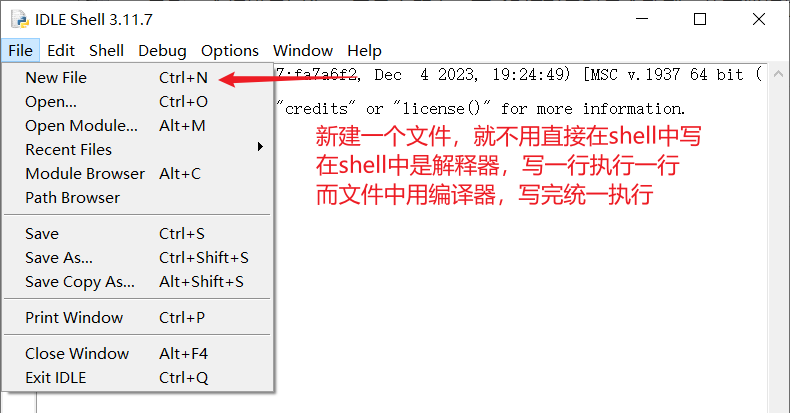 IDLE Shell 3.11.7
File Edit Shell Debug Options Window Help
New File Ctrl+N
7:fa7a6f2, Dec 4 2023, 19:24:49) [MSC v.1937 64 bit (
Open... Ctrl+O
"credits" or "license()" for more information.
Open Module... Alt+M
新建一个文件，就不用直接在shell中写
Recent Files
在shell中是解释器，写一行执行一行
Module Browser Alt+C
而文件中用编译器，写完统一执行
Path Browser
Save Ctrl+S
Save As... Ctrl+Shift+S
Save Copy As... Alt+Shift+S
Print Window Ctrl+P
Close Window Alt+F4
Exit IDLE Ctrl+Q